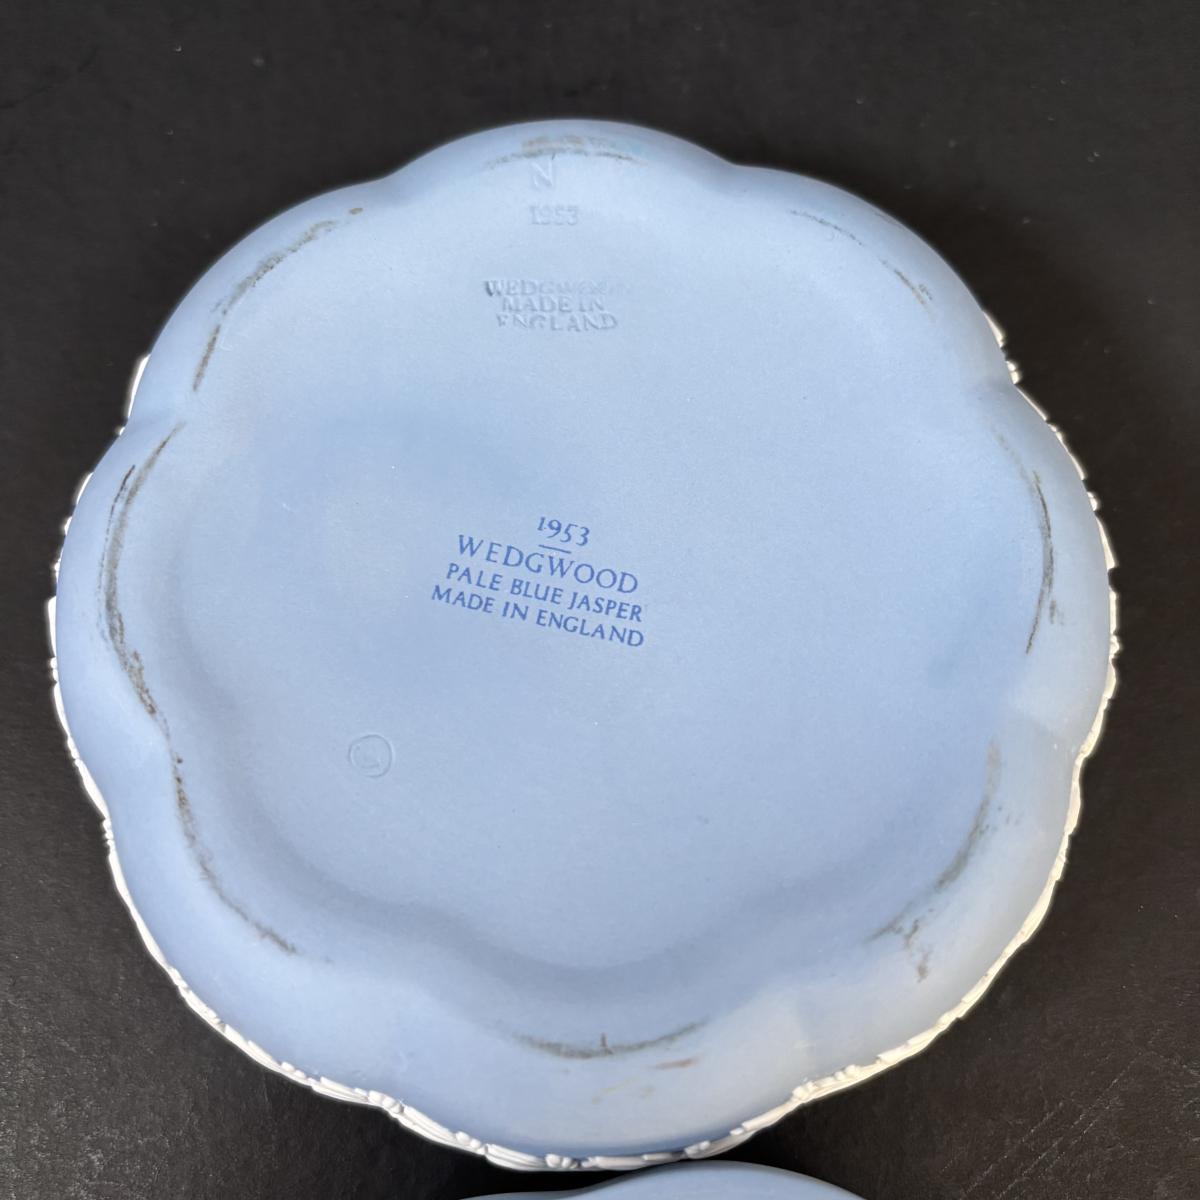 N
1953
WEDGWOOD
MADE IN
ENGLAND
1953
WEDGWOOD
PALE BLUE JASPER
MADE IN ENGLAND